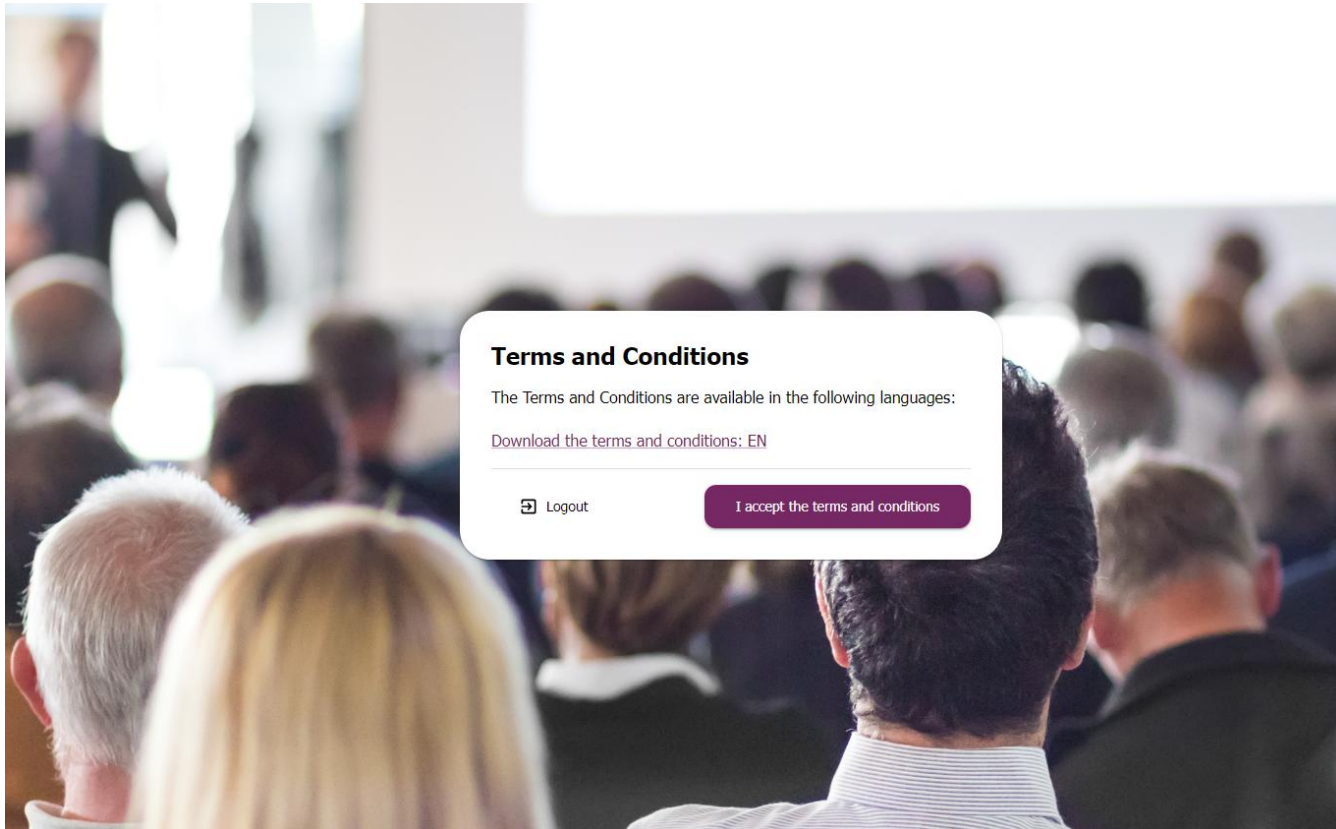 Terms and Conditions
The Terms and Conditions are available in the following languages:
Download the terms and conditions: EN
Logout
I accept the terms and conditions